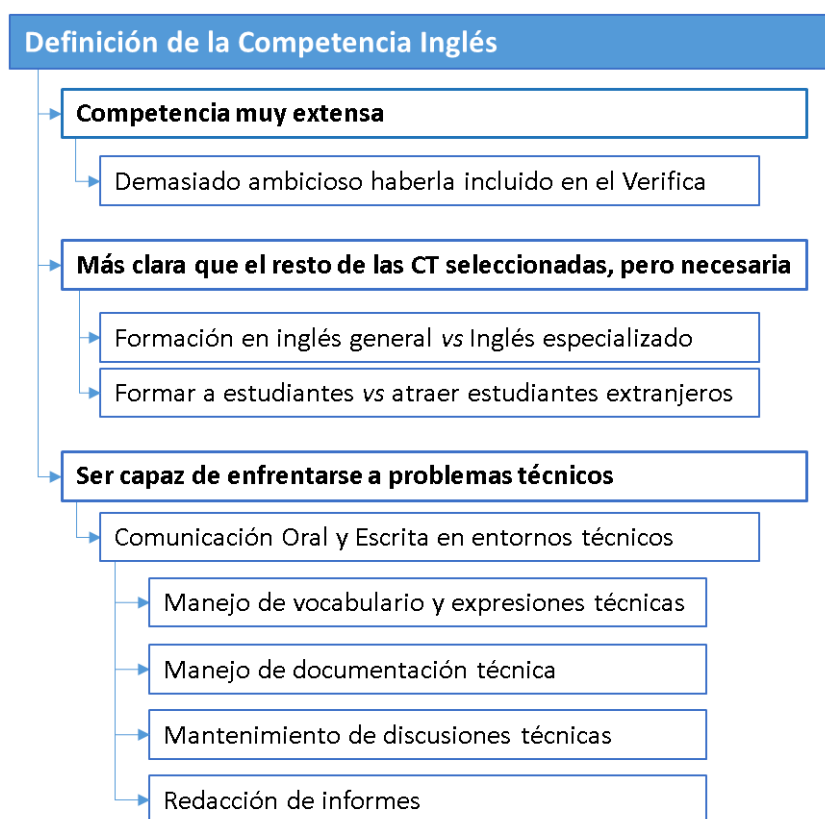 Definición de la Competencia Inglés
Competencia muy extensa
Demasiado ambicioso haberla incluido en el Verifica
Más clara que el resto de las CT seleccionadas, pero necesaria
Formación en inglés general vs Inglés especializado
Formar a estudiantes vs atraer estudiantes extranjeros
Ser capaz de enfrentarse a problemas técnicos
Comunicación Oral y Escrita en entornos técnicos
Manejo de vocabulario y expresiones técnicas
Manejo de documentación técnica
Mantenimiento de discusiones técnicas
Redacción de informes